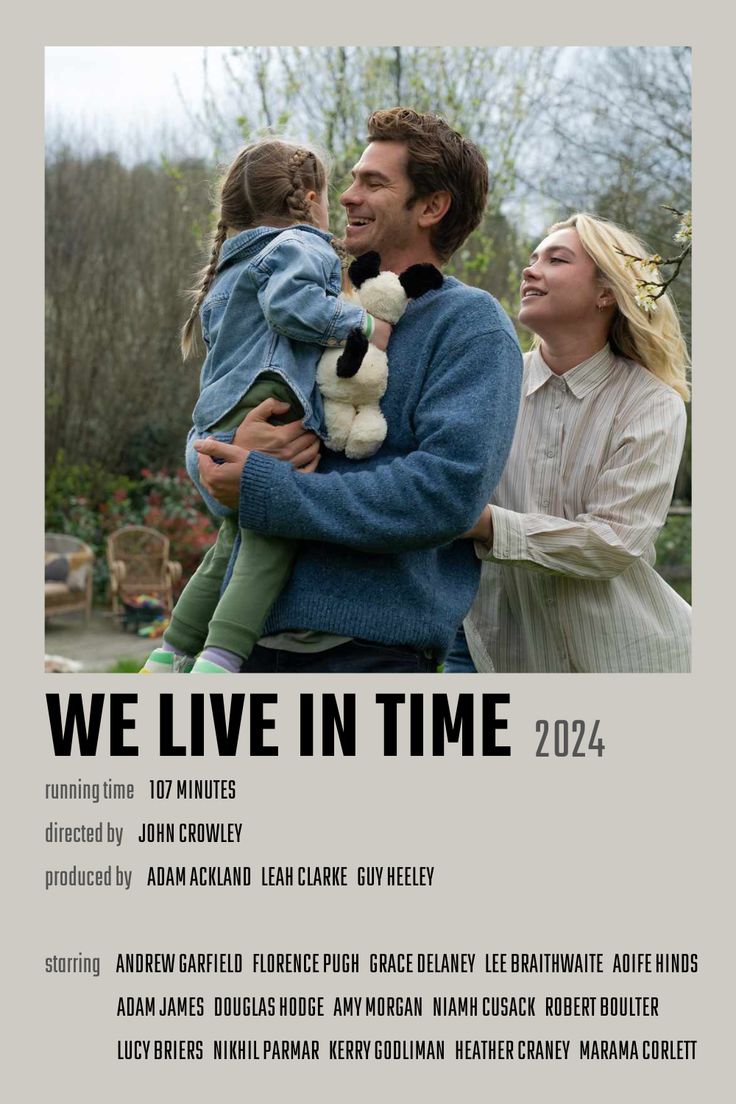 WE LIVE IN TIME 2024
running time 107 MINUTES
directed by JOHN CROWLEY
produced by ADAM ACKLAND LEAH CLARKE GUY HEELEY
starring ANDREW GARFIELD FLORENCE PUGH GRACE DELANEY LEE BRAITHWAITE AOIFE HINDS
ADAM JAMES DOUGLAS HODGE AMY MORGAN NIAMH CUSACK ROBERT BOULTER
LUCY BRIERS NIKHIL PARMAR KERRY GODLIMAN HEATHER CRANEY MARAMA CORLETT